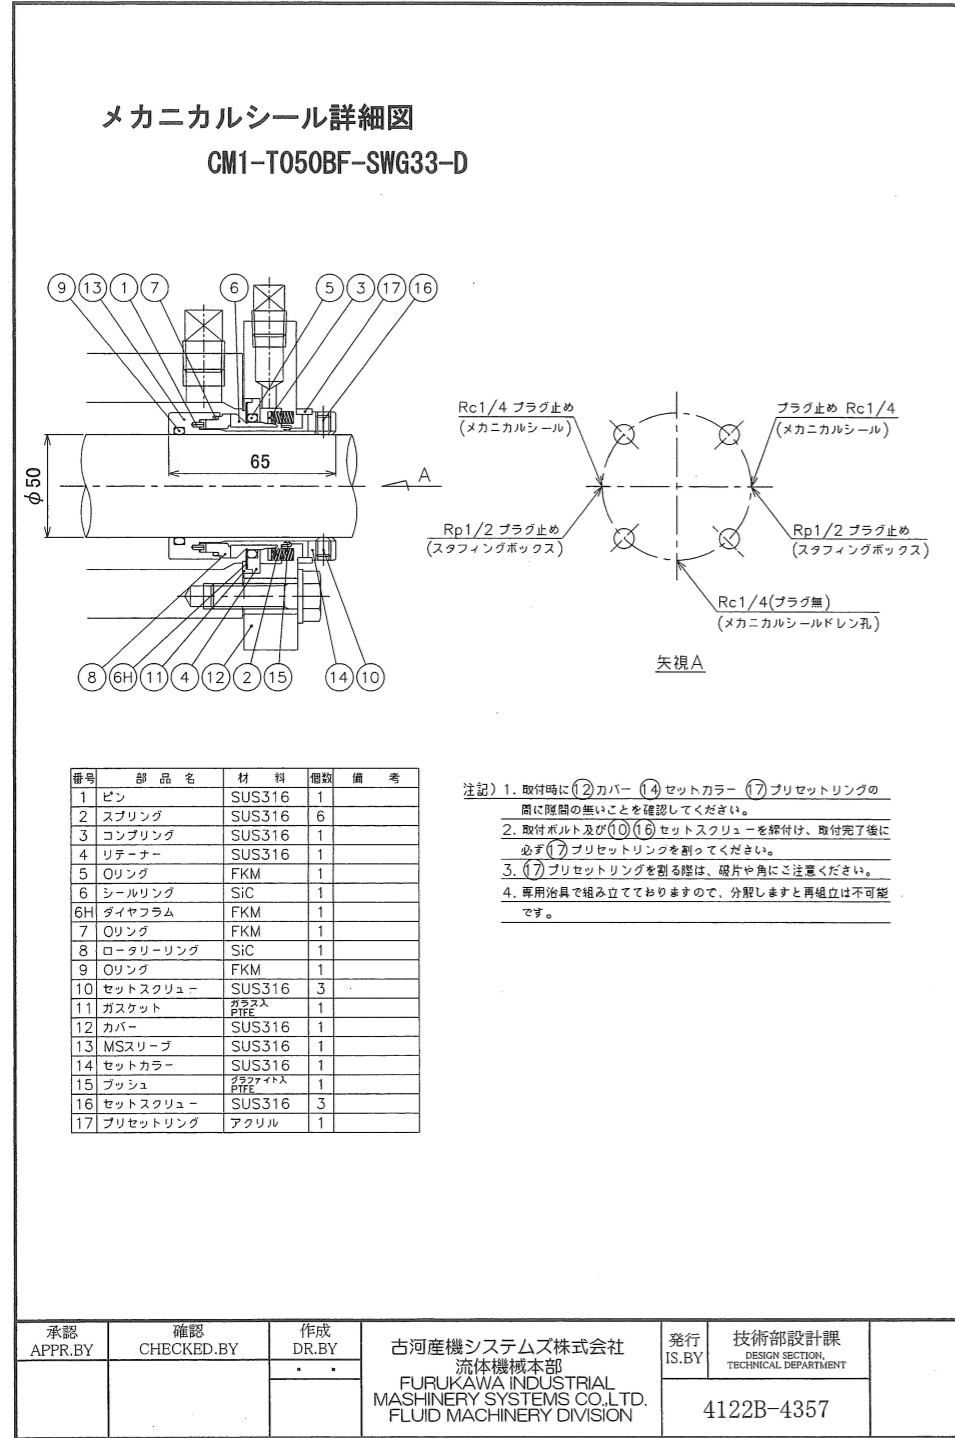 メカニカルシール詳細図
CM1-T050BF-SWG33-D
9 13 1 7 6 5 3 17 16
65
φ50
A
8 6H 11 4 12 2 15 14 10
Rc1/4 プラグ止め
(メカニカルシール)
プラグ止め Rc1/4
(メカニカルシール)
Rp1/2 プラグ止め
(スタフィングボックス)
Rp1/2 プラグ止め
(スタフィングボックス)
Rc1/4(プラグ無)
(メカニカルシールドレン孔)
矢視A
番号 部品名 材料 個数 備考
1 ピン SUS316 1
2 スプリング SUS316 6
3 コンプリング SUS316 1
4 リテーナー SUS316 1
5 Oリング FKM 1
6 シールリング SiC 1
6H ダイヤフラム FKM 1
7 Oリング FKM 1
8 ロータリーリング SiC 1
9 Oリング FKM 1
10 セットスクリュー SUS316 3
11 ガスケット ガラス入PTFE 1
12 カバー SUS316 1
13 MSスリーブ SUS316 1
14 セットカラー SUS316 1
15 ブッシュ グラファイト入PTFE 1
16 セットスクリュー SUS316 3
17 プリセットリング アクリル 1
注記) 1. 取付時に⑫カバー ⑭セットカラー ⑰プリセットリングの
間に隙間の無いことを確認してください。
2. 取付ボルト及び⑩⑯セットスクリューを締付け、取付完了後に
必ず⑰プリセットリングを割ってください。
3. ⑰プリセットリングを割る際は、破片や角にご注意ください。
4. 専用治具で組み立てておりますので、分解しますと再組立は不可能
です。
承認
APPR.BY
確認
CHECKED.BY
作成
DR.BY
・ ・
古河産機システムズ株式会社
流体機械本部
FURUKAWA INDUSTRIAL
MASHINERY SYSTEMS CO.,LTD.
FLUID MACHINERY DIVISION
発行
IS.BY
技術部設計課
DESIGN SECTION,
TECHNICAL DEPARTMENT
4122B-4357